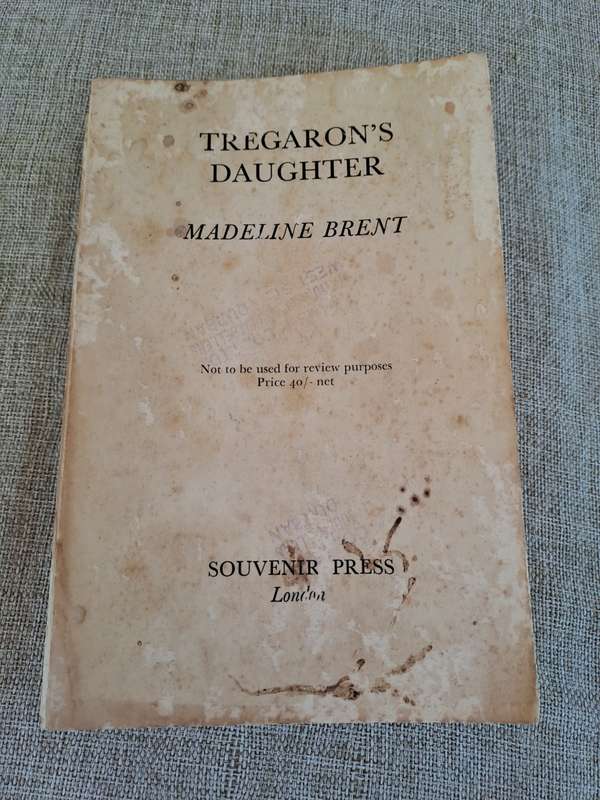 TREGARON'S
DAUGHTER
MADELINE BRENT
Not to be used for review purposes
Price 40/- net
SOUVENIR PRESS
London